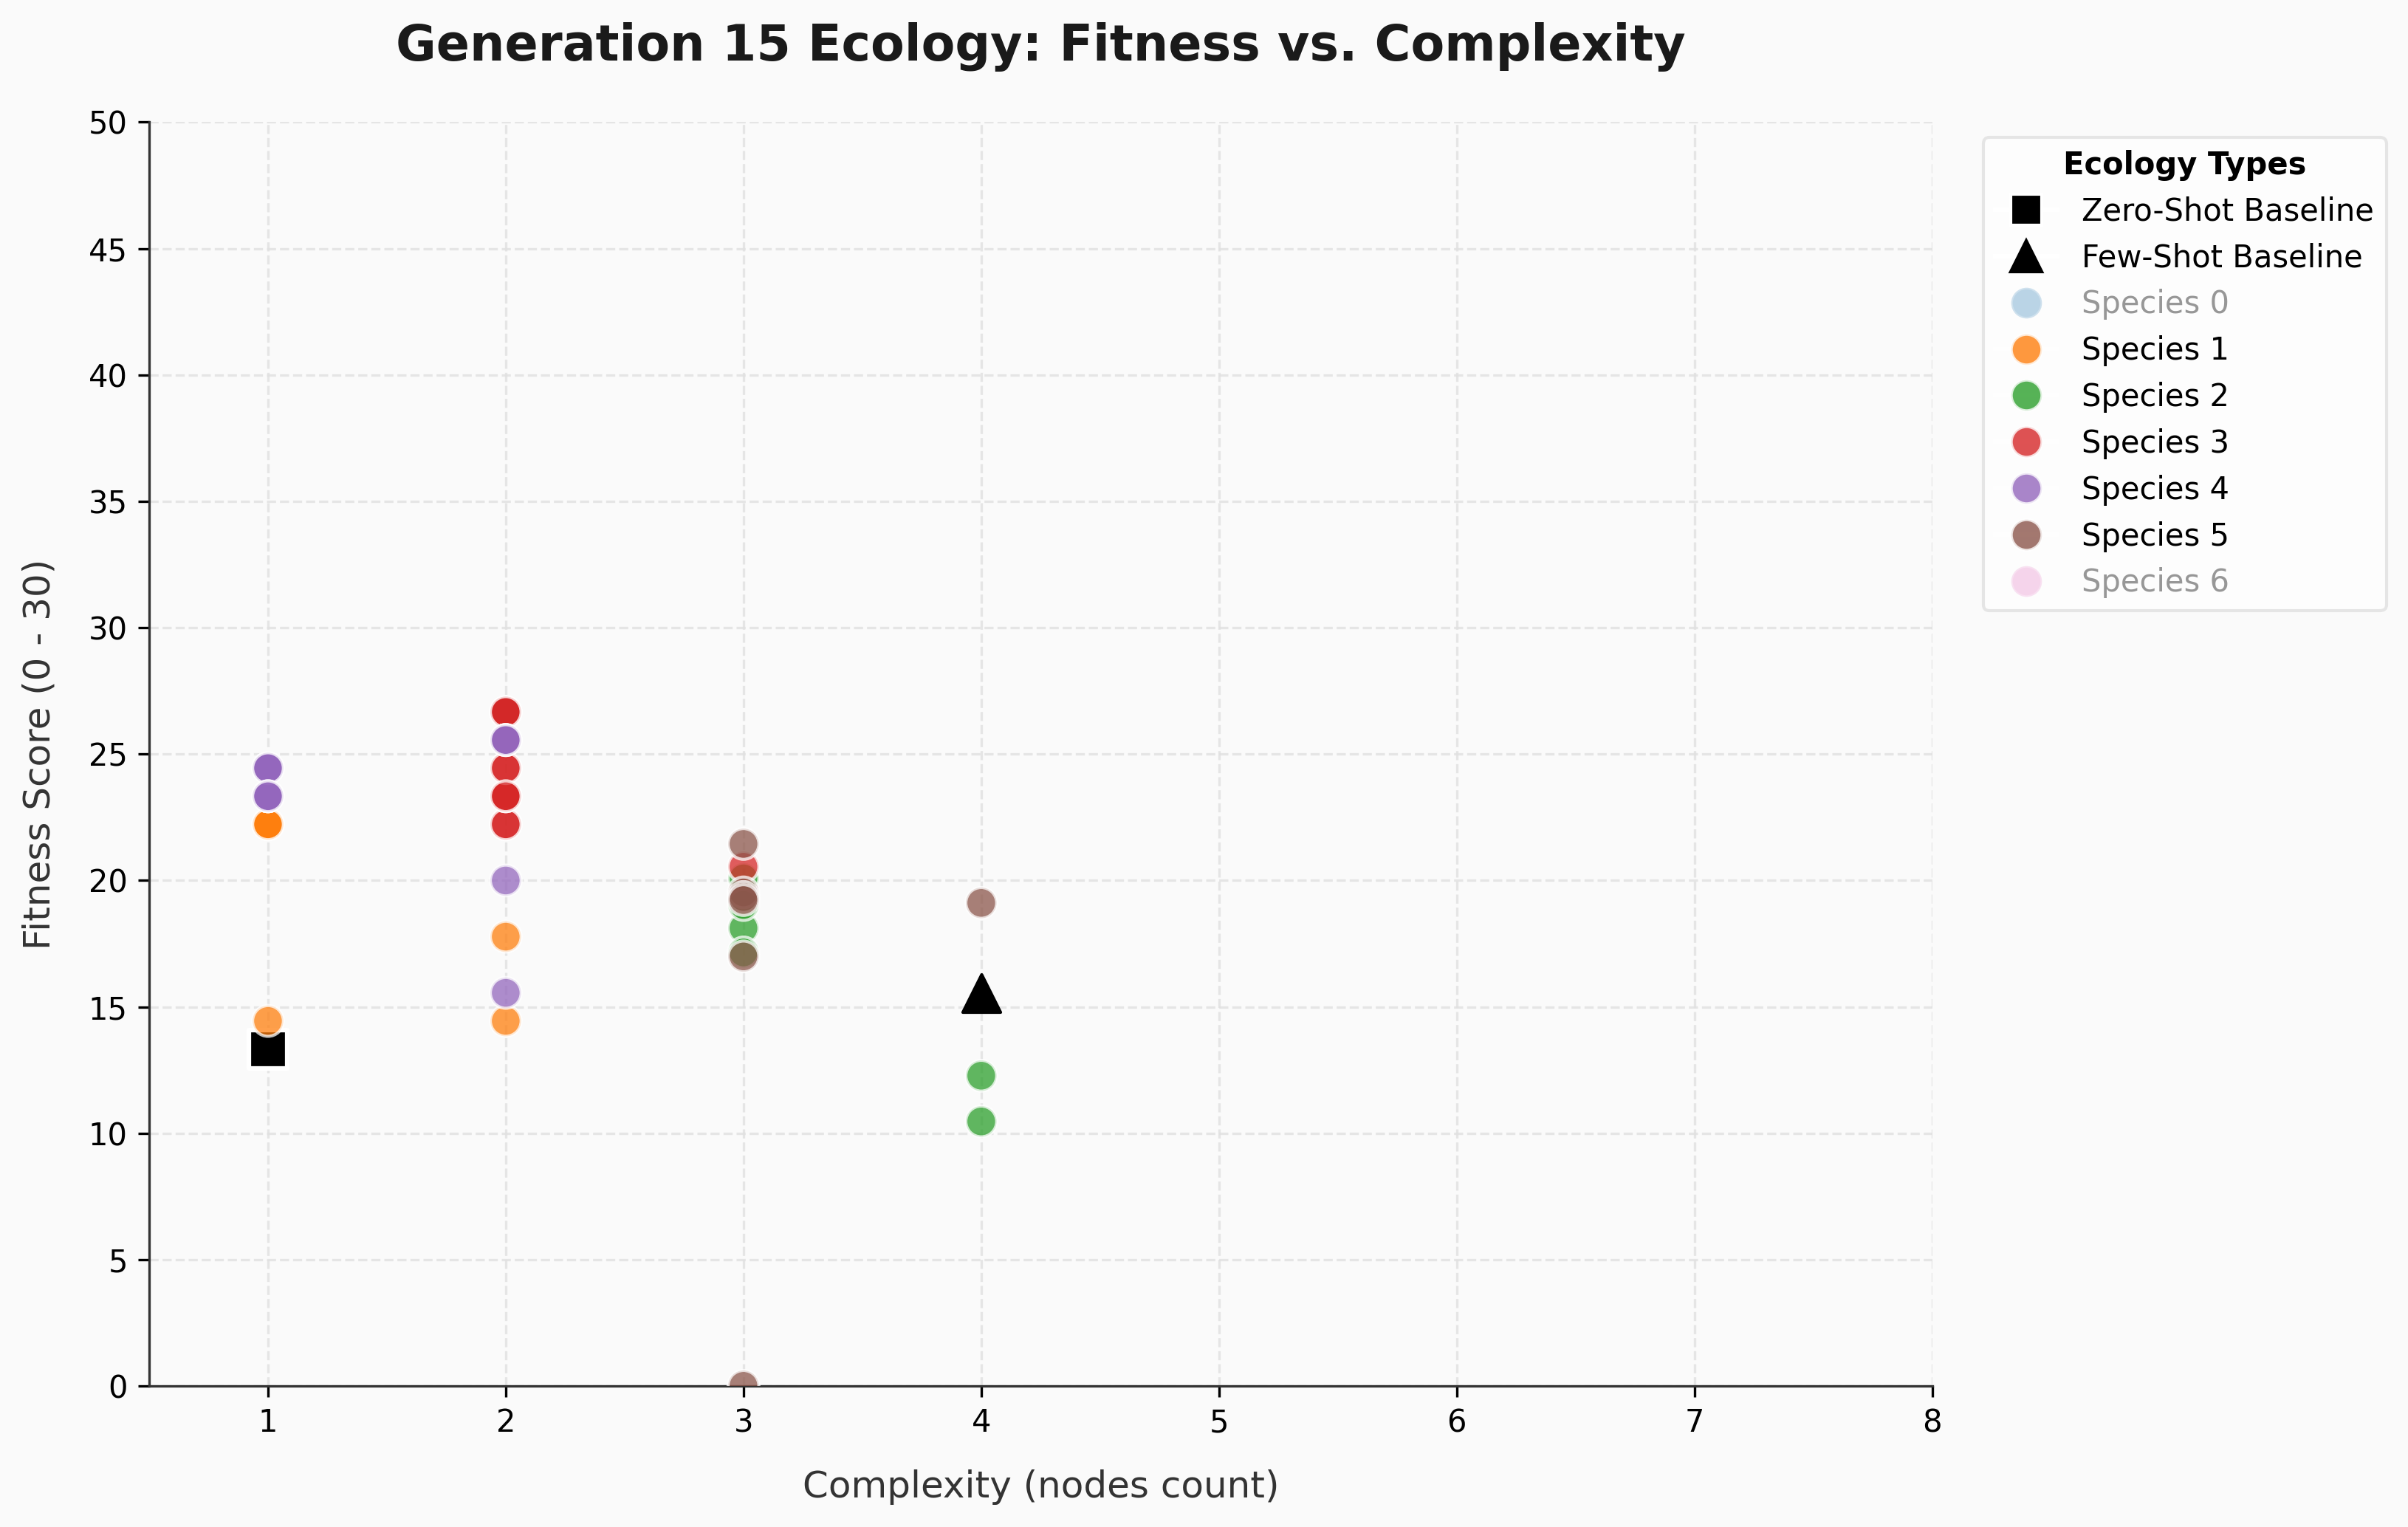 Generation 15 Ecology: Fitness vs. Complexity
50
45
40
35
30
25
20
15
10
5
0
Fitness Score (0 - 30)
1 2 3 4 5 6 7 8
Complexity (nodes count)
Ecology Types
Zero-Shot Baseline
Few-Shot Baseline
Species 0
Species 1
Species 2
Species 3
Species 4
Species 5
Species 6